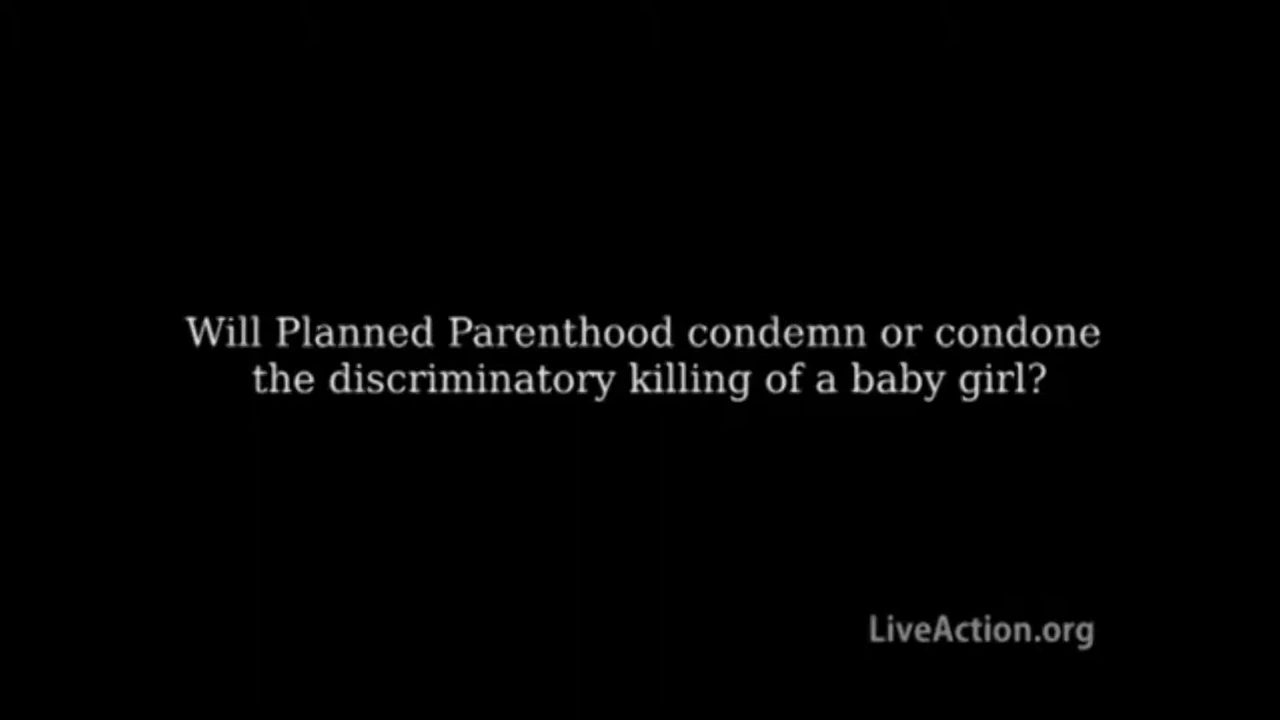 Will Planned Parenthood condemn or condone
the discriminatory killing of a baby girl?
LiveAction.org